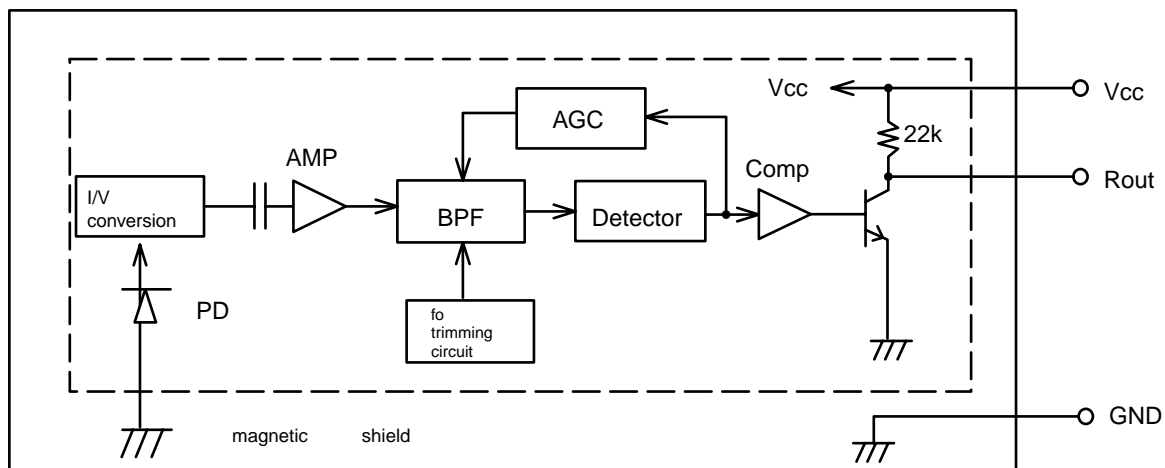 Vcc
Vcc
AGC
22k
AMP
Comp
Rout
I/V
conversion
BPF
Detector
PD
fo
trimming
circuit
GND
magnetic shield